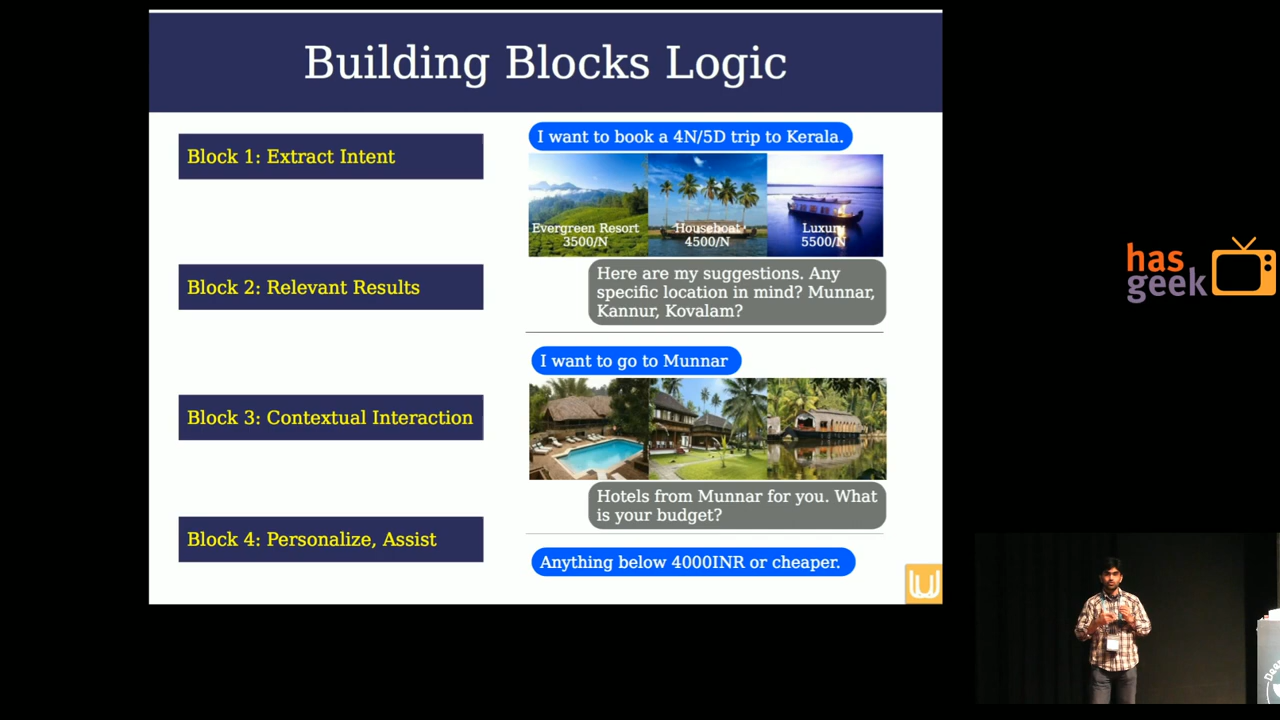 Building Blocks Logic
Block 1: Extract Intent
Block 2: Relevant Results
Block 3: Contextual Interaction
Block 4: Personalize, Assist
I want to book a 4N/5D trip to Kerala.
Evergreen Resort
3500/N
Houseboat
4500/N
Luxury
5500/N
Here are my suggestions. Any
specific location in mind? Munnar,
Kannur, Kovalam?
I want to go to Munnar
Hotels from Munnar for you. What
is your budget?
Anything below 4000INR or cheaper.
has
geek